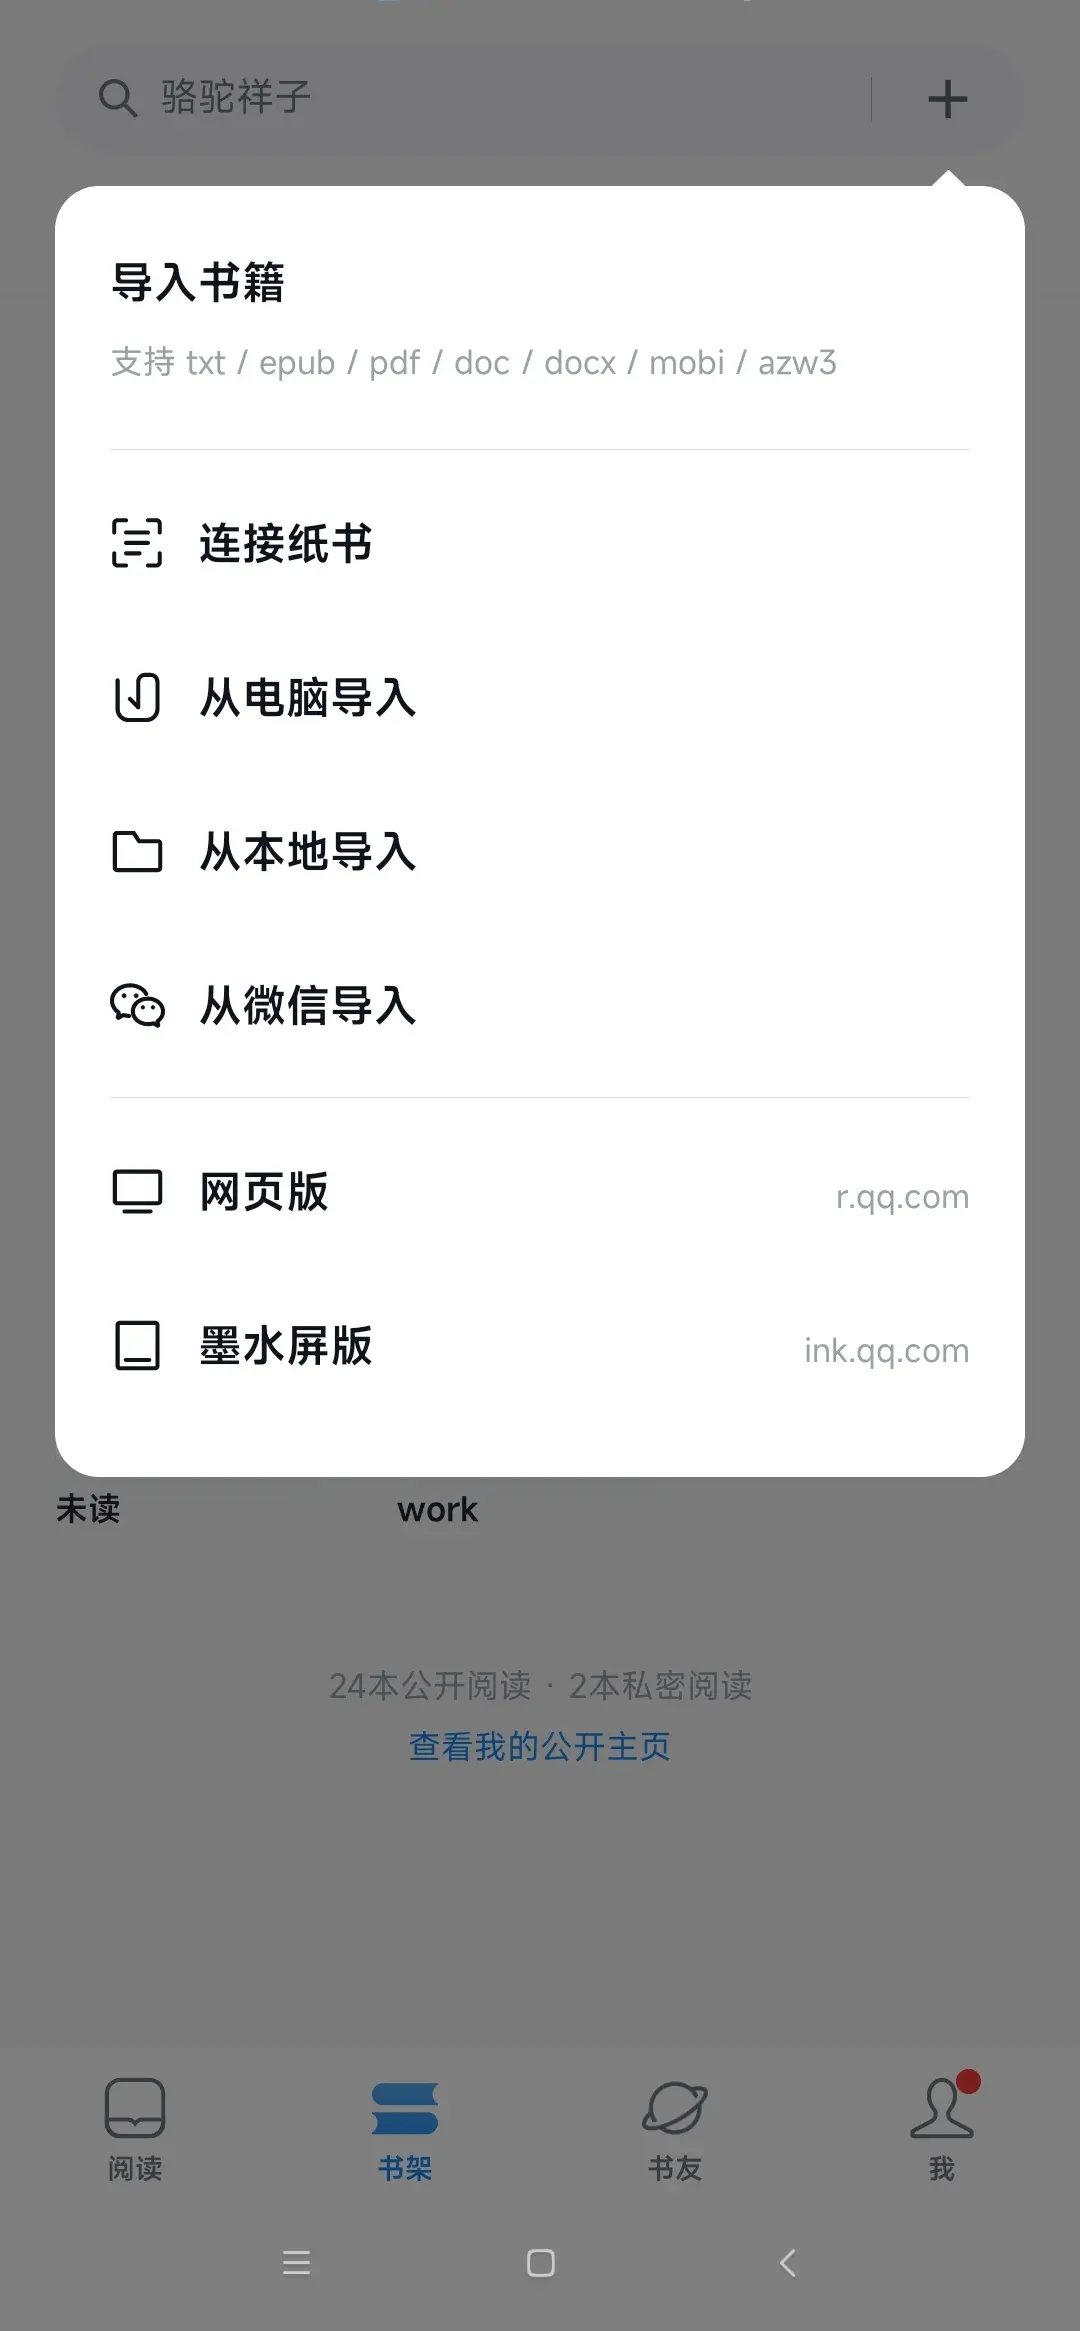 骆驼祥子
导入书籍
支持 txt / epub / pdf / doc / docx / mobi / azw3
连接纸书
从电脑导入
从本地导入
从微信导入
网页版 r.qq.com
墨水屏版 ink.qq.com
未读 work
24本公开阅读 · 2本私密阅读
查看我的公开主页
阅读 书架 书友 我